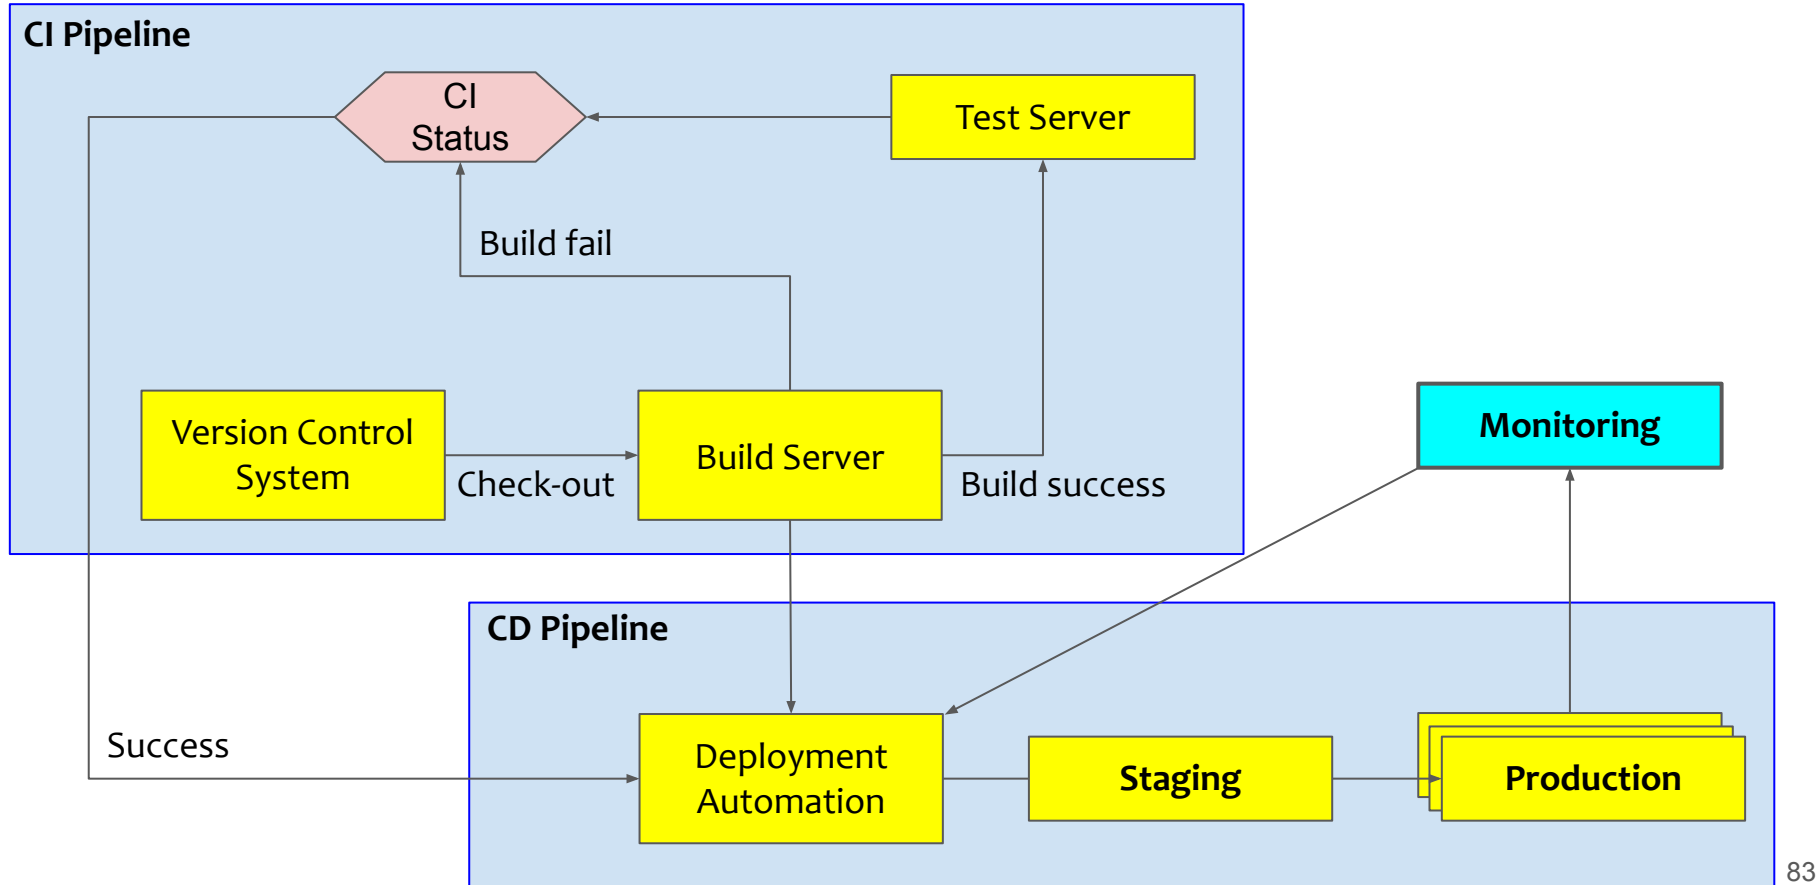 CI Pipeline
CI
Status
Test Server
Build fail
Version Control
System
Check-out
Build Server
Build success
Monitoring
CD Pipeline
Success
Deployment
Automation
Staging
Production
83